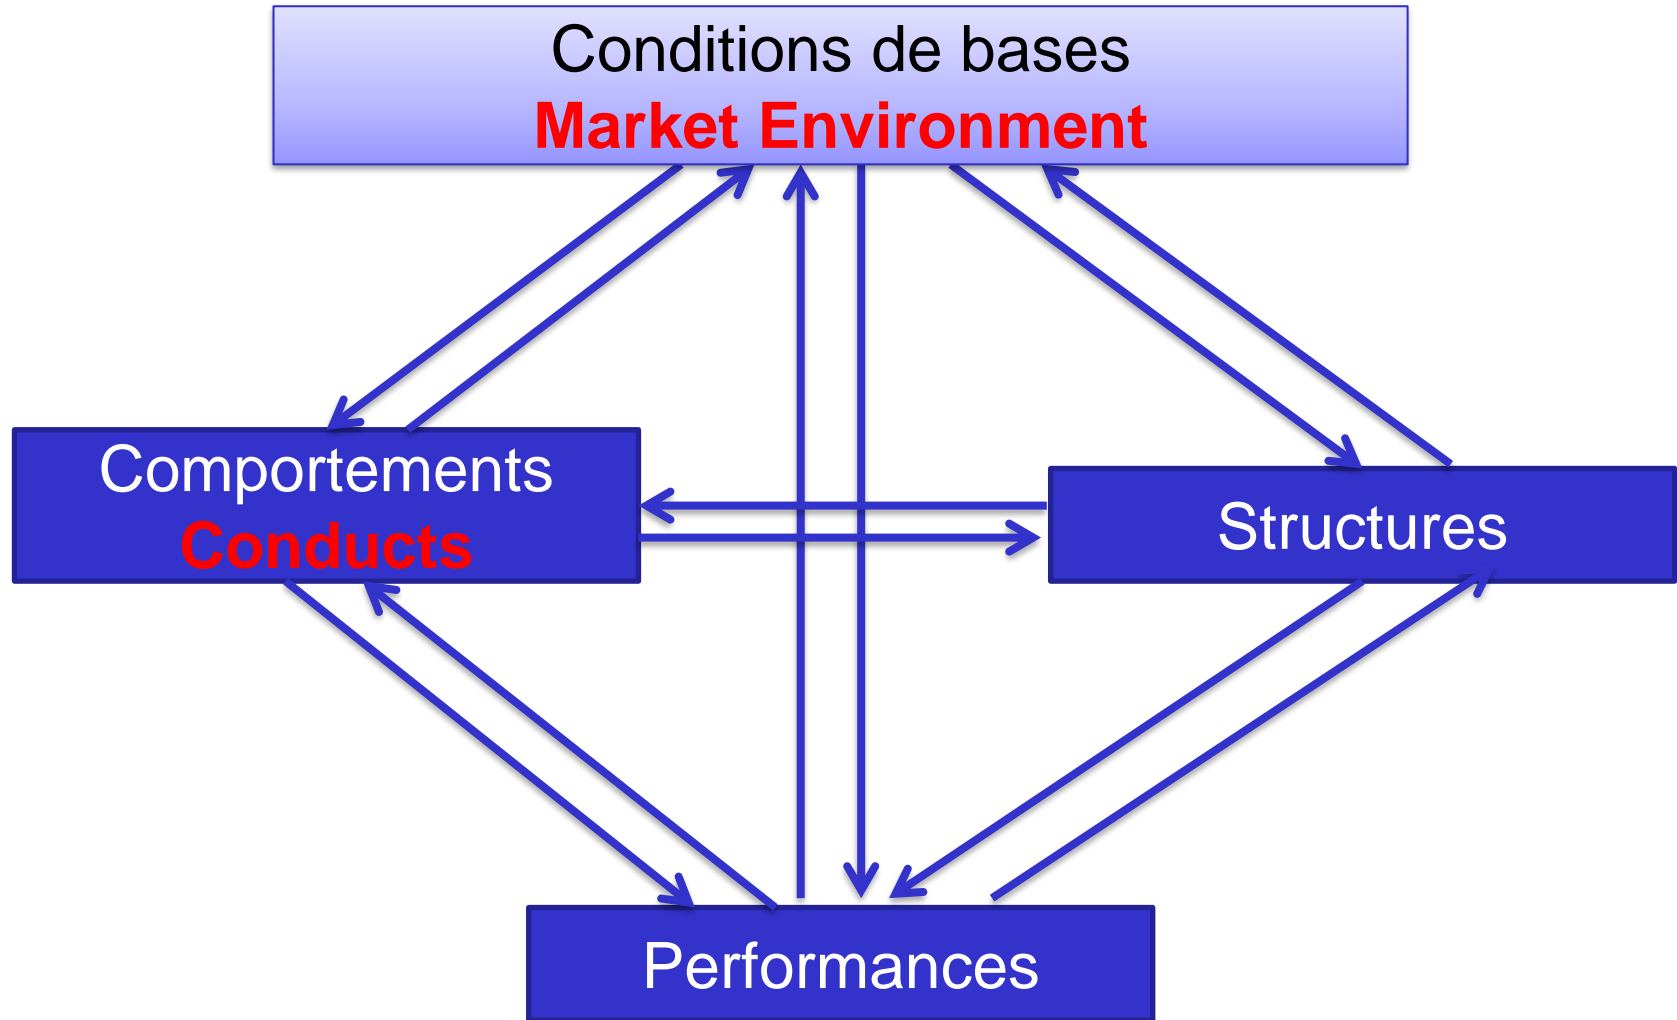 Conditions de bases
Market Environment
Comportements
Conducts
Structures
Performances